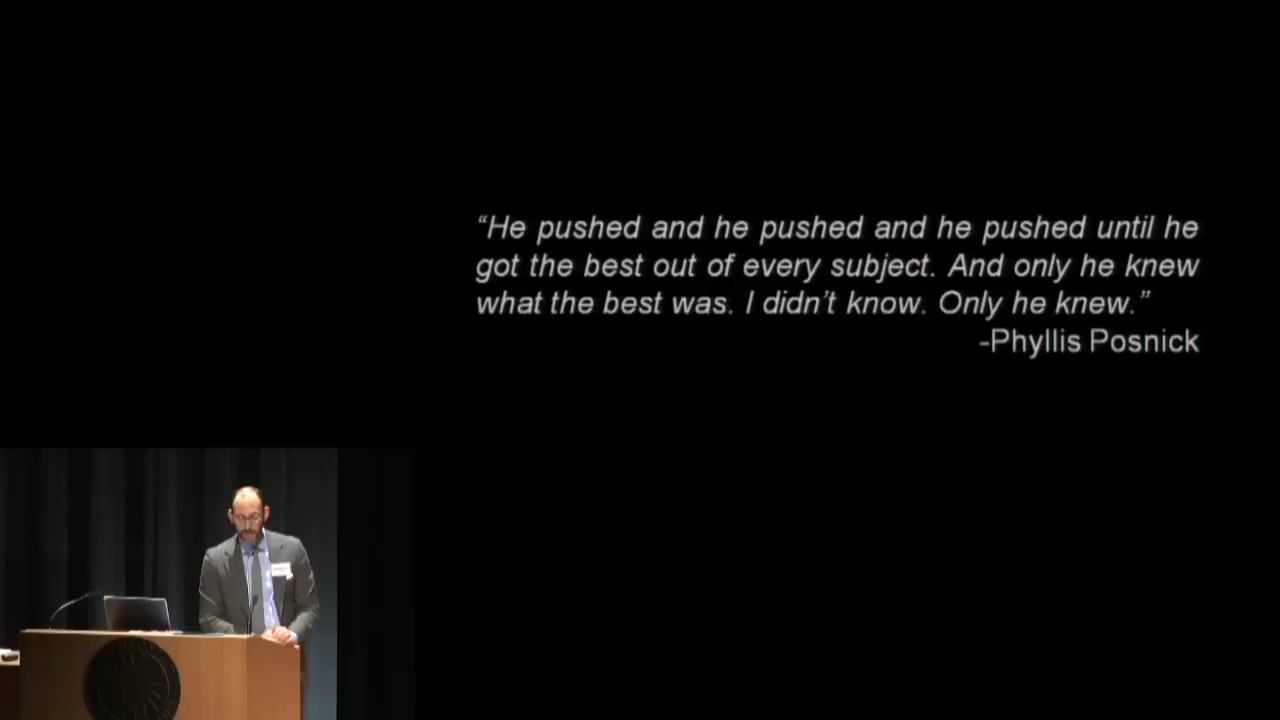 “He pushed and he pushed and he pushed until he
got the best out of every subject. And only he knew
what the best was. I didn’t know. Only he knew.”
-Phyllis Posnick